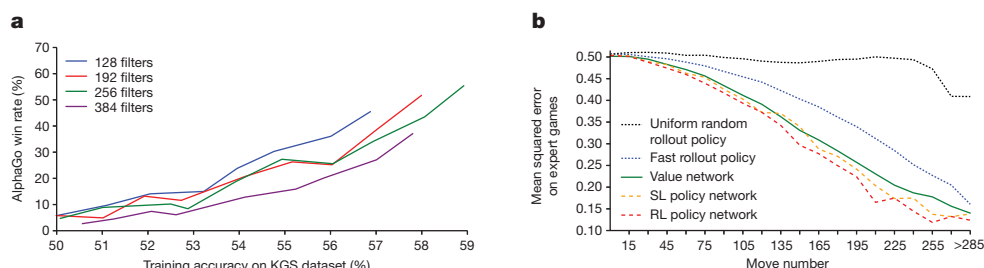 a
70
60
50
40
30
20
10
0
AlphaGo win rate (%)
128 filters
192 filters
256 filters
384 filters
50 51 52 53 54 55 56 57 58 59
Training accuracy on KGS dataset (%)
b
0.50
0.45
0.40
0.35
0.30
0.25
0.20
0.15
0.10
Mean squared error
on expert games
Uniform random
rollout policy
Fast rollout policy
Value network
SL policy network
RL policy network
15 45 75 105 135 165 195 225 255 >285
Move number